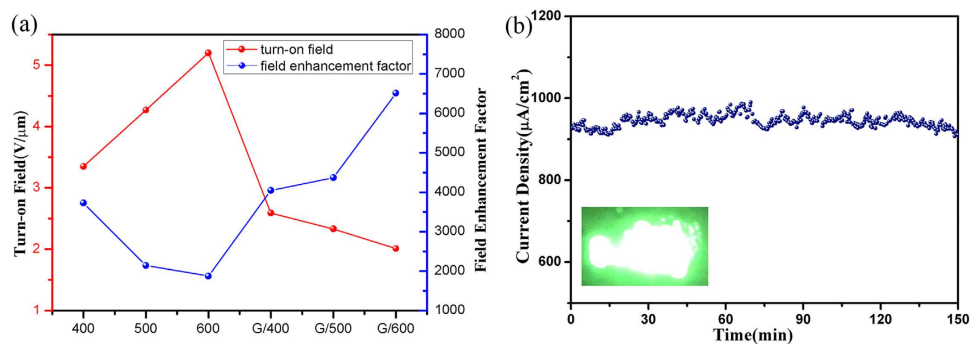 (a)
turn-on field
field enhancement factor
Turn-on Field(V/μm)
5
4
3
2
1
8000
7000
6000
5000
4000
3000
2000
1000
Field Enhancement Factor
400 500 600 G/400 G/500 G/600
(b)
Current Density(μA/cm²)
1200
1000
800
600
0 30 60 90 120 150
Time(min)